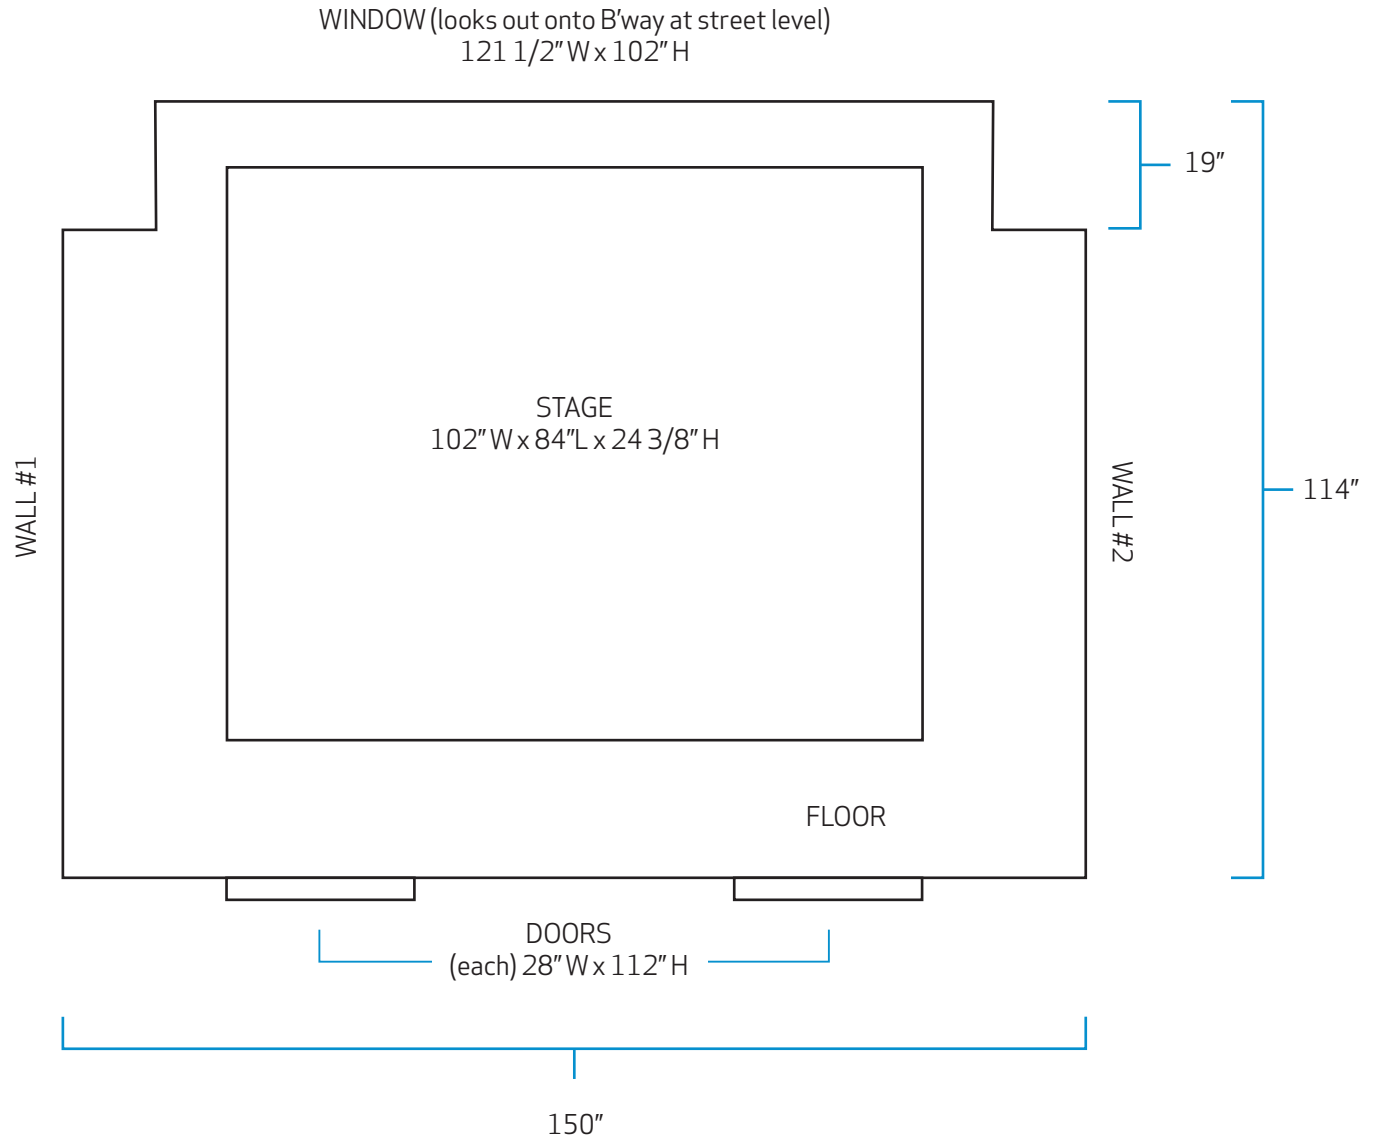 WINDOW (looks out onto B'way at street level)
121 1/2" W x 102" H
19"
STAGE
102" W x 84"L x 24 3/8" H
WALL #1
WALL #2
114"
FLOOR
DOORS
(each) 28" W x 112" H
150"